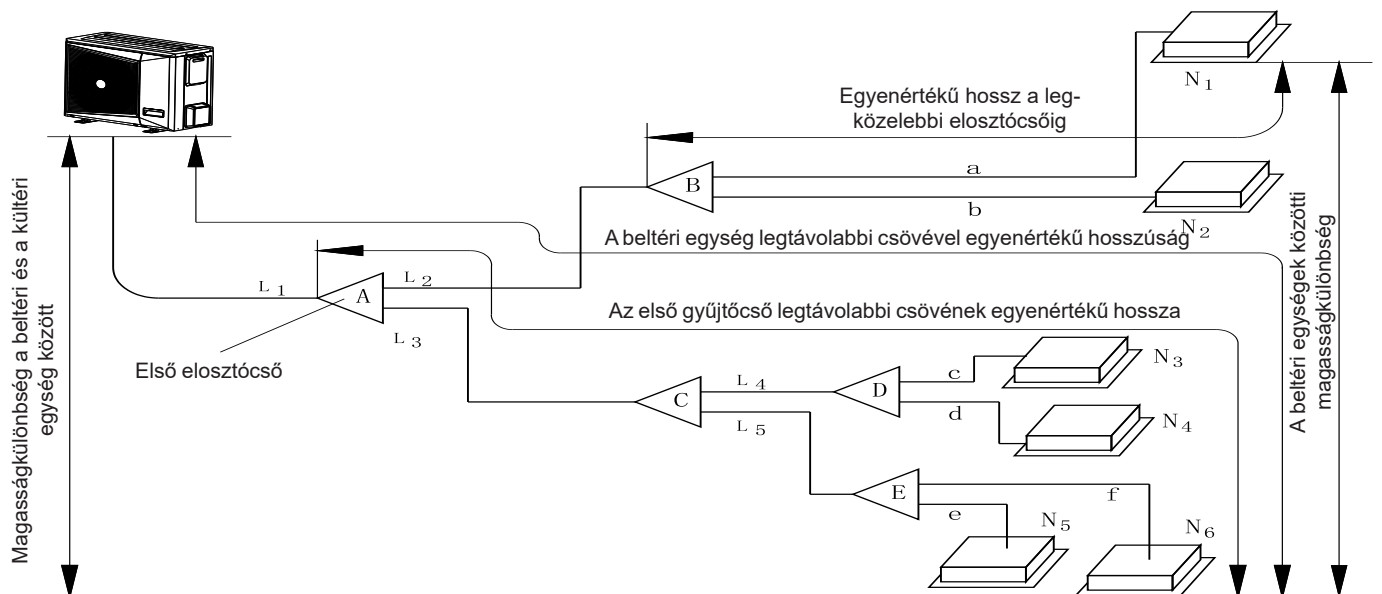 N1
Egyenértékű hossz a leg-
közelebbi elosztócsőig
B
a
b
N2
A beltéri egység legtávolabbi csövével egyenértékű hosszúság
L1
A
L2
L3
Első elosztócső
Az első gyűjtőcső legtávolabbi csövének egyenértékű hossza
C
L4
L5
D
c
d
N3
N4
E
f
e
N5
N6
Magasságkülönbség a beltéri és a kültéri
egység között
A beltéri egységek közötti
magasságkülönbség